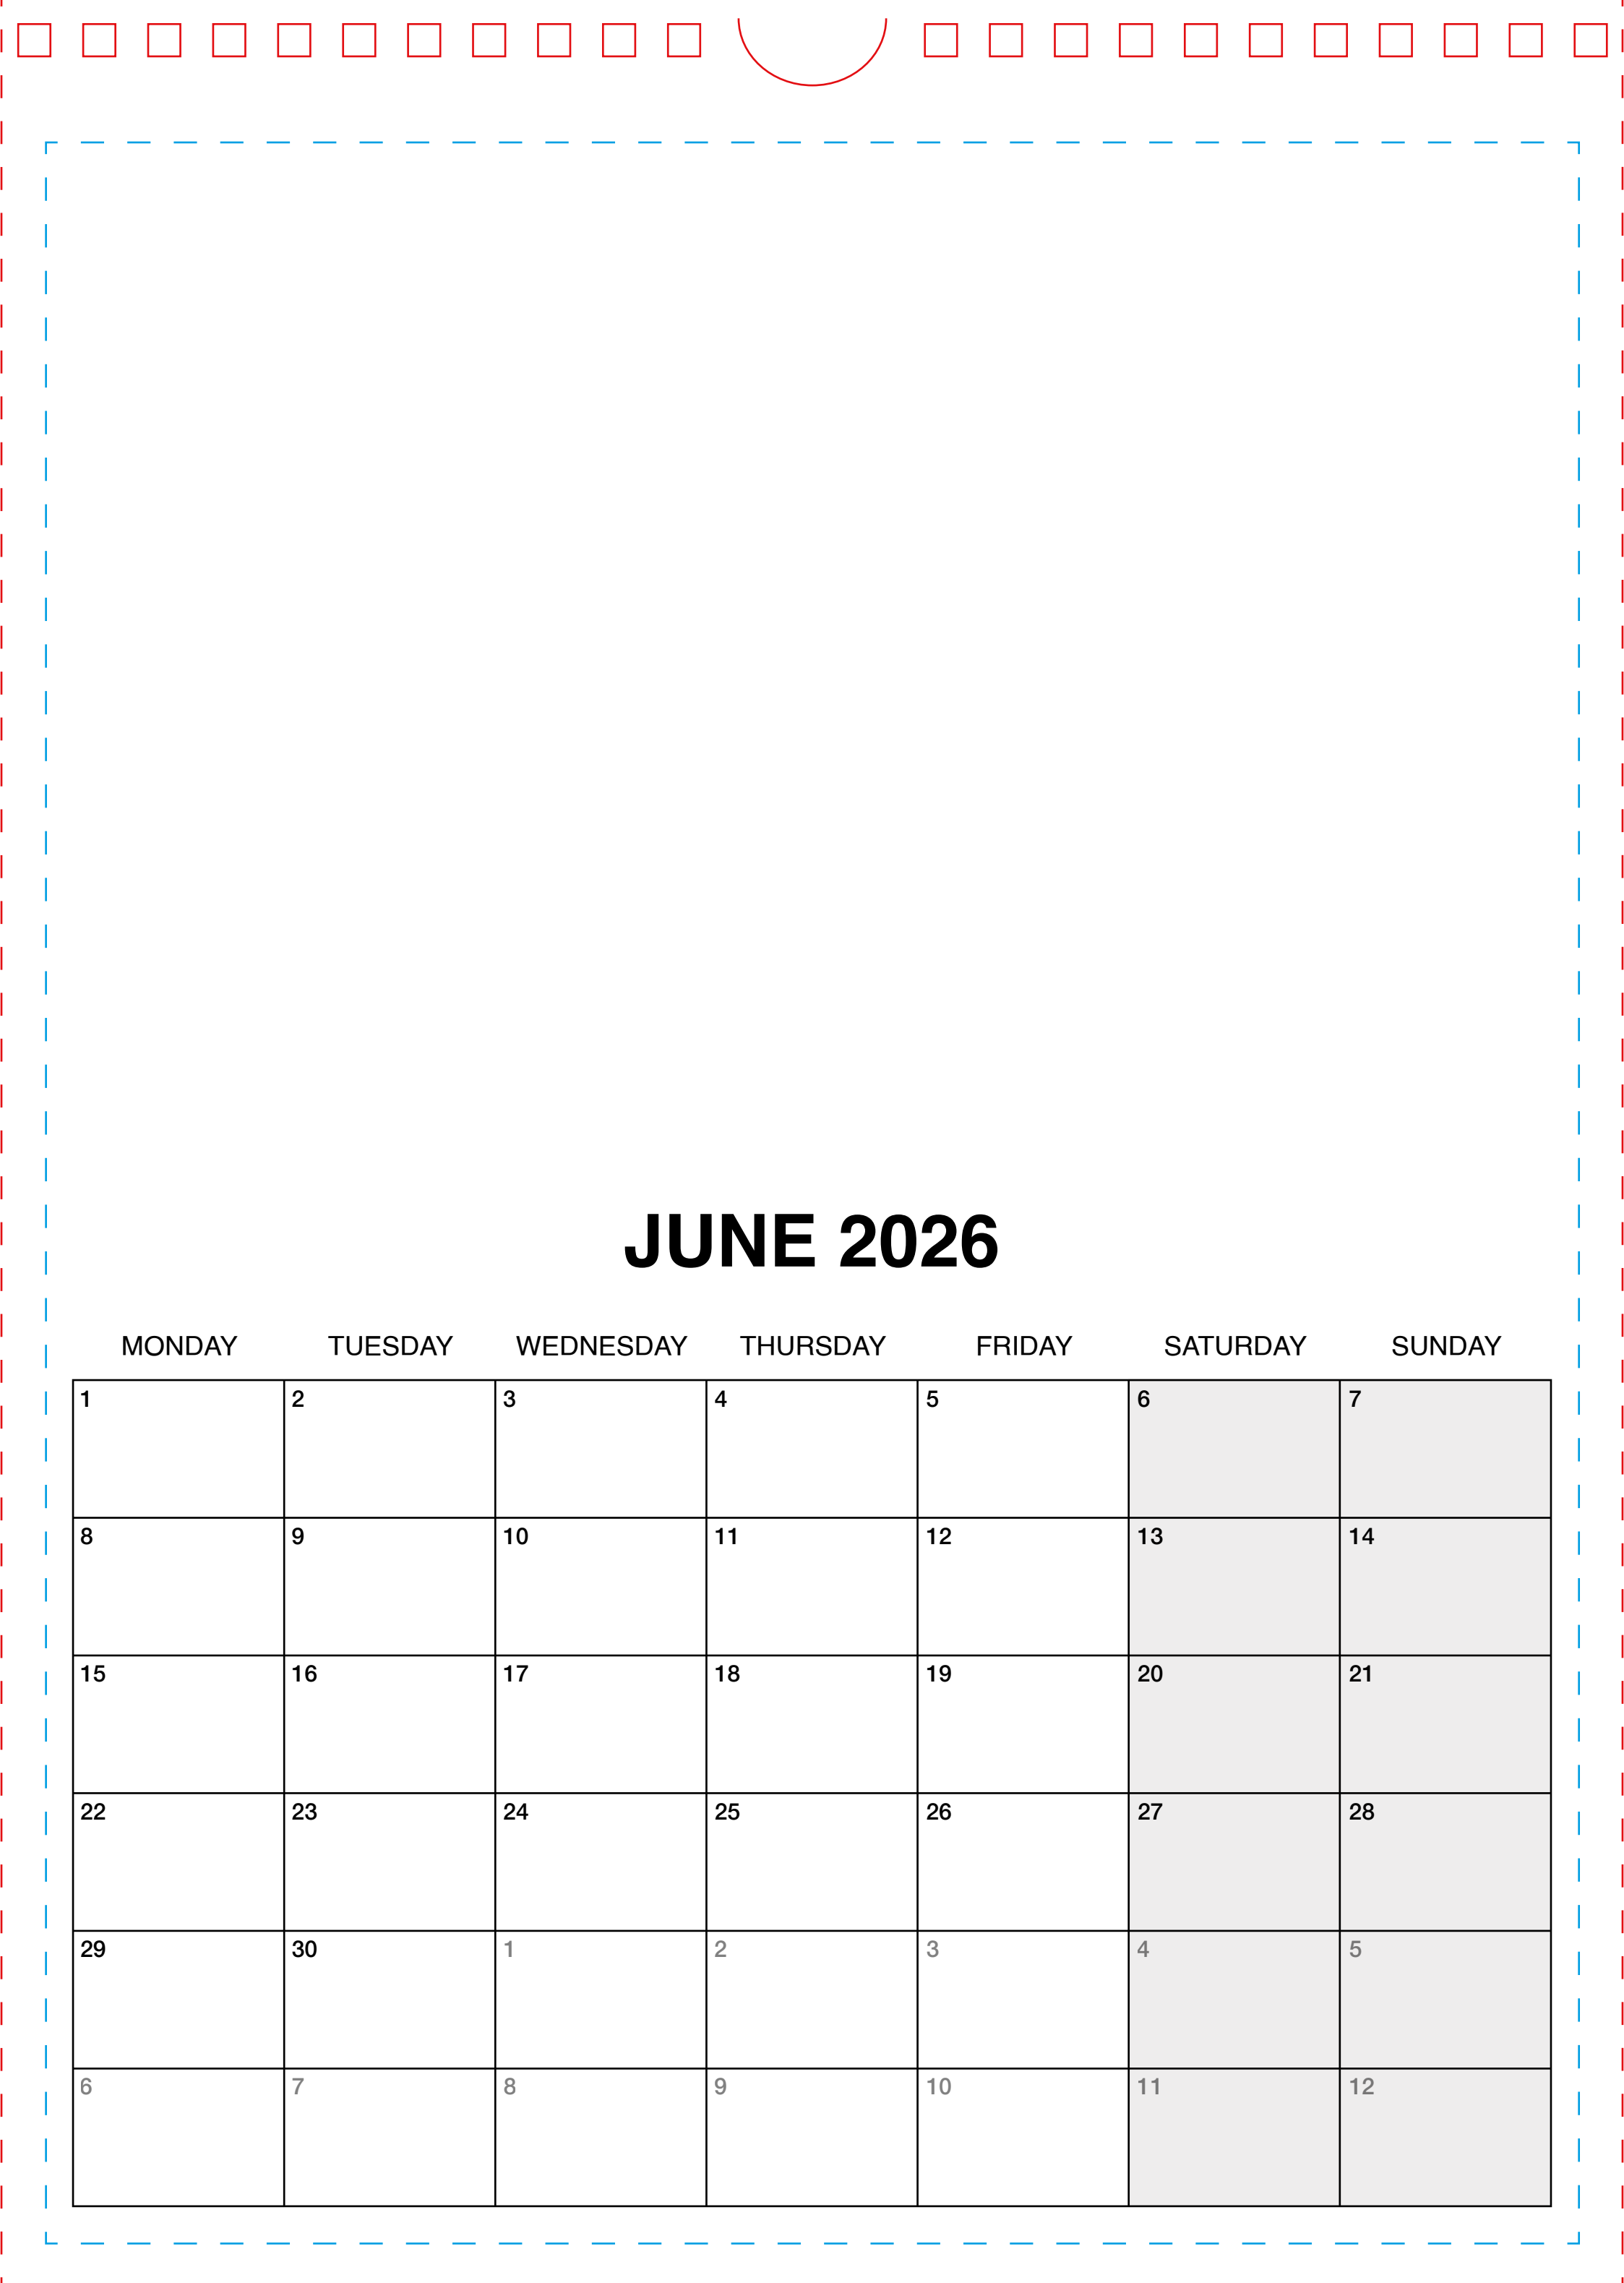 JUNE 2026
MONDAY TUESDAY WEDNESDAY THURSDAY FRIDAY SATURDAY SUNDAY
1 2 3 4 5 6 7
8 9 10 11 12 13 14
15 16 17 18 19 20 21
22 23 24 25 26 27 28
29 30 1 2 3 4 5
6 7 8 9 10 11 12